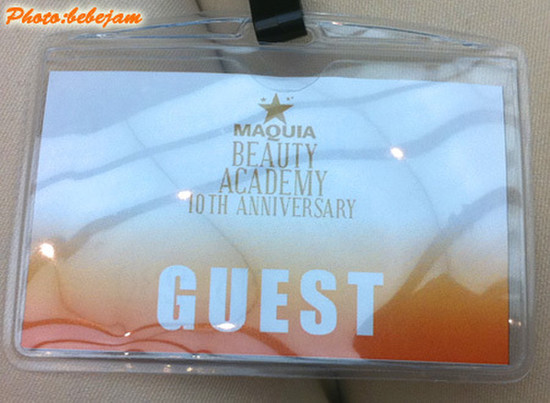 Photo:bebejam
MAQUIA
BEAUTY
ACADEMY
10TH ANNIVERSARY
GUEST